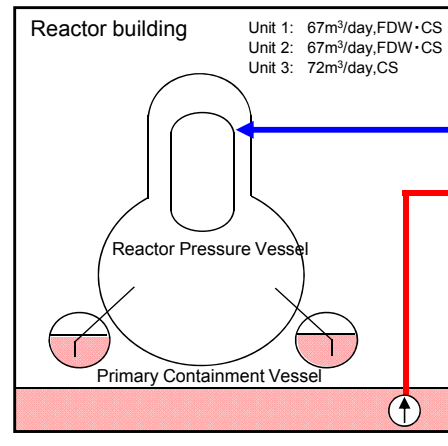 Reactor building
Unit 1: 67m³/day,FDW・CS
Unit 2: 67m³/day,FDW・CS
Unit 3: 72m³/day,CS
Reactor Pressure Vessel
Primary Containment Vessel